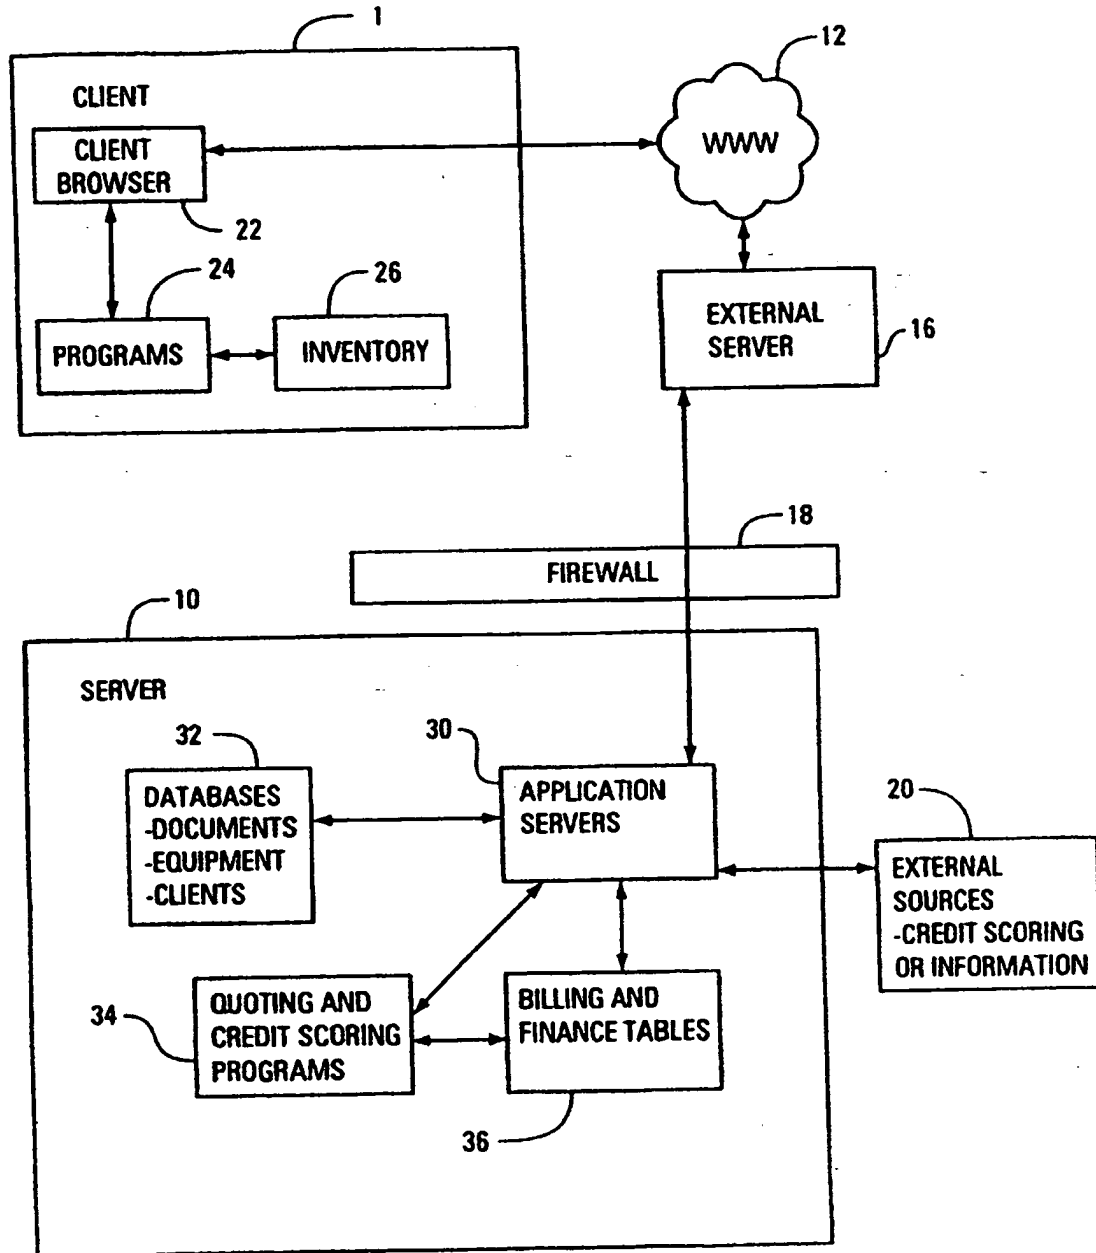 1
12
CLIENT
CLIENT
BROWSER
WWW
22
24
26
PROGRAMS
INVENTORY
EXTERNAL
SERVER
16
18
FIREWALL
10
SERVER
32
30
DATABASES
-DOCUMENTS
-EQUIPMENT
-CLIENTS
APPLICATION
SERVERS
20
EXTERNAL
SOURCES
-CREDIT SCORING
OR INFORMATION
34
QUOTING AND
CREDIT SCORING
PROGRAMS
BILLING AND
FINANCE TABLES
36